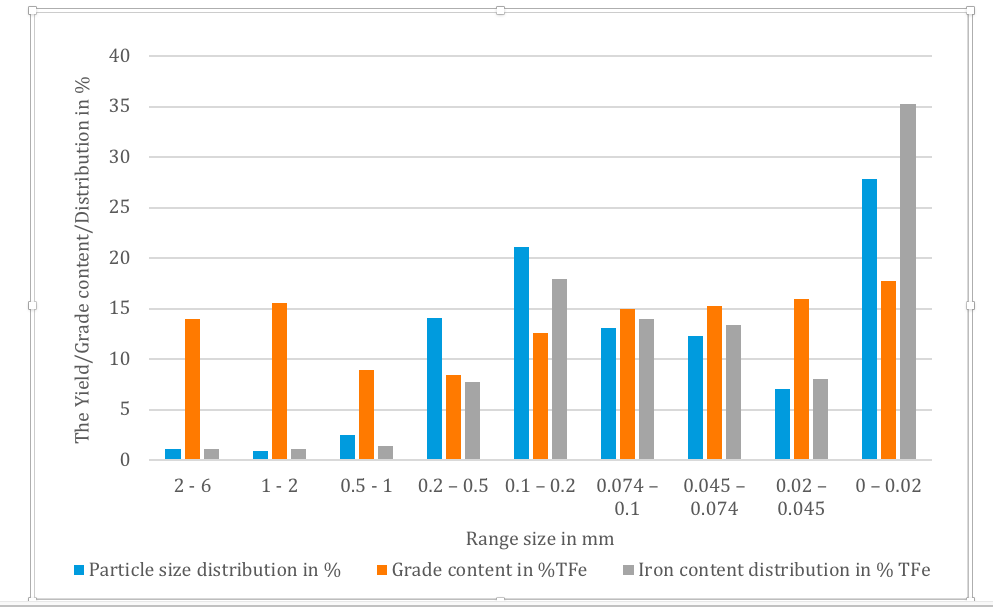 The Yield/Grade content/Distribution in %
40
35
30
25
20
15
10
5
0
2 - 6
1 - 2
0.5 - 1
0.2 – 0.5
0.1 – 0.2
0.074 –
0.1
0.045 –
0.074
0.02 –
0.045
0 – 0.02
Range size in mm
Particle size distribution in %
Grade content in %TFe
Iron content distribution in % TFe